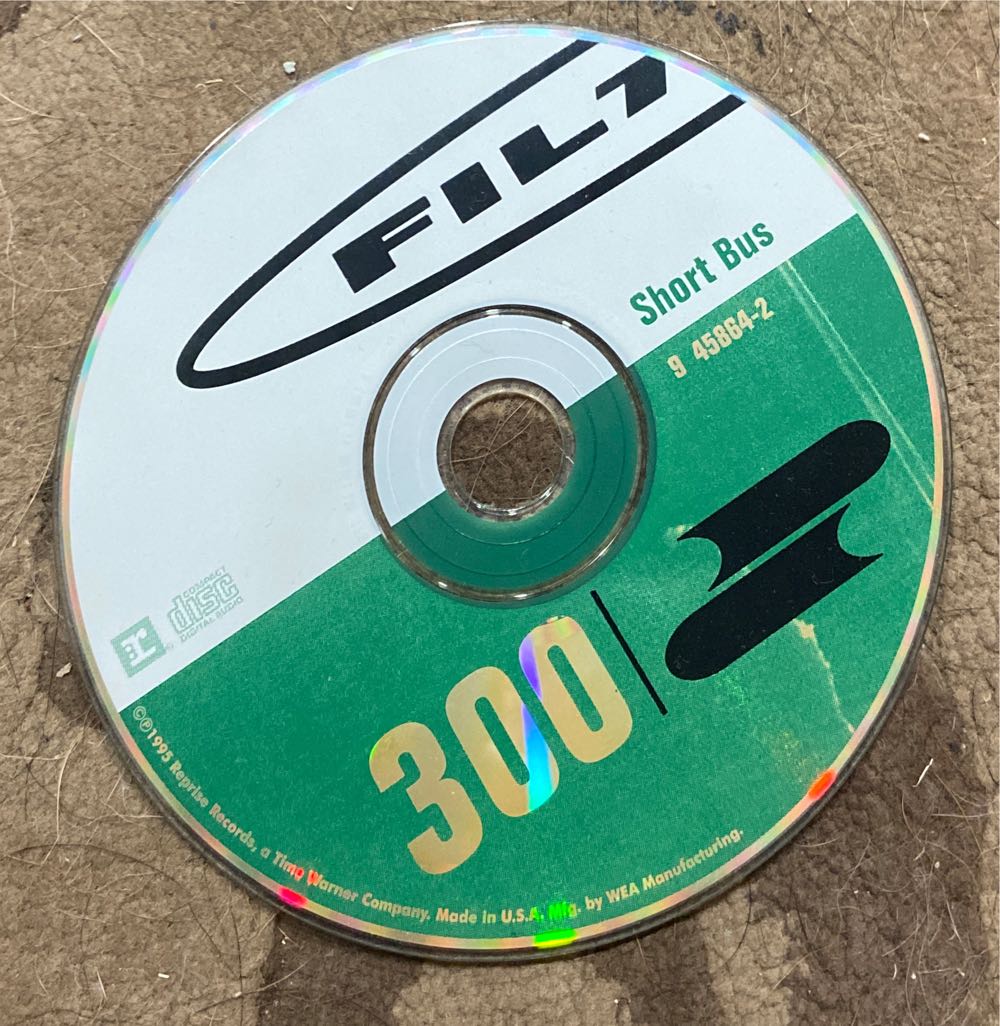 FILT
Short Bus
9 45864-2
COMPACT
disc
DIGITAL AUDIO
r
®
300
©℗1995 Reprise Records, a Time Warner Company. Made in U.S.A. Mfg. by WEA Manufacturing.